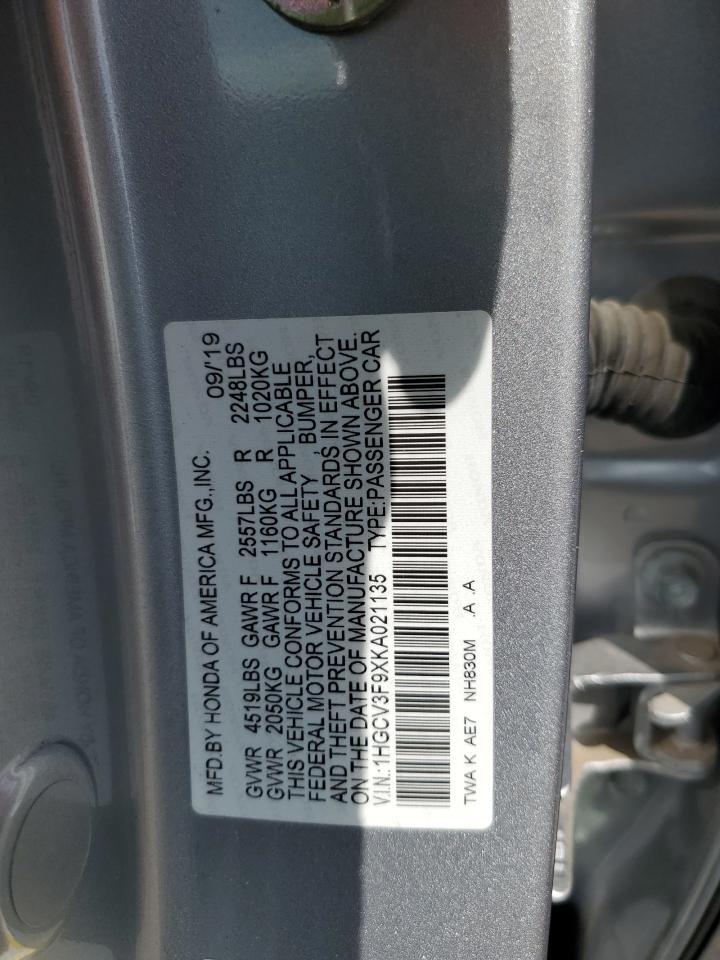 MFD.BY HONDA OF AMERICA MFG.,INC. 09/'19
GVWR 4519LBS GAWR F 2557LBS R 2248LBS
GVWR 2050KG GAWR F 1160KG R 1020KG
THIS VEHICLE CONFORMS TO ALL APPLICABLE
FEDERAL MOTOR VEHICLE SAFETY , BUMPER,
AND THEFT PREVENTION STANDARDS IN EFFECT
ON THE DATE OF MANUFACTURE SHOWN ABOVE.
V.I.N.:1HGCV3F9XKA021135 TYPE:PASSENGER CAR
TWA K AE7 NH830M .A .A